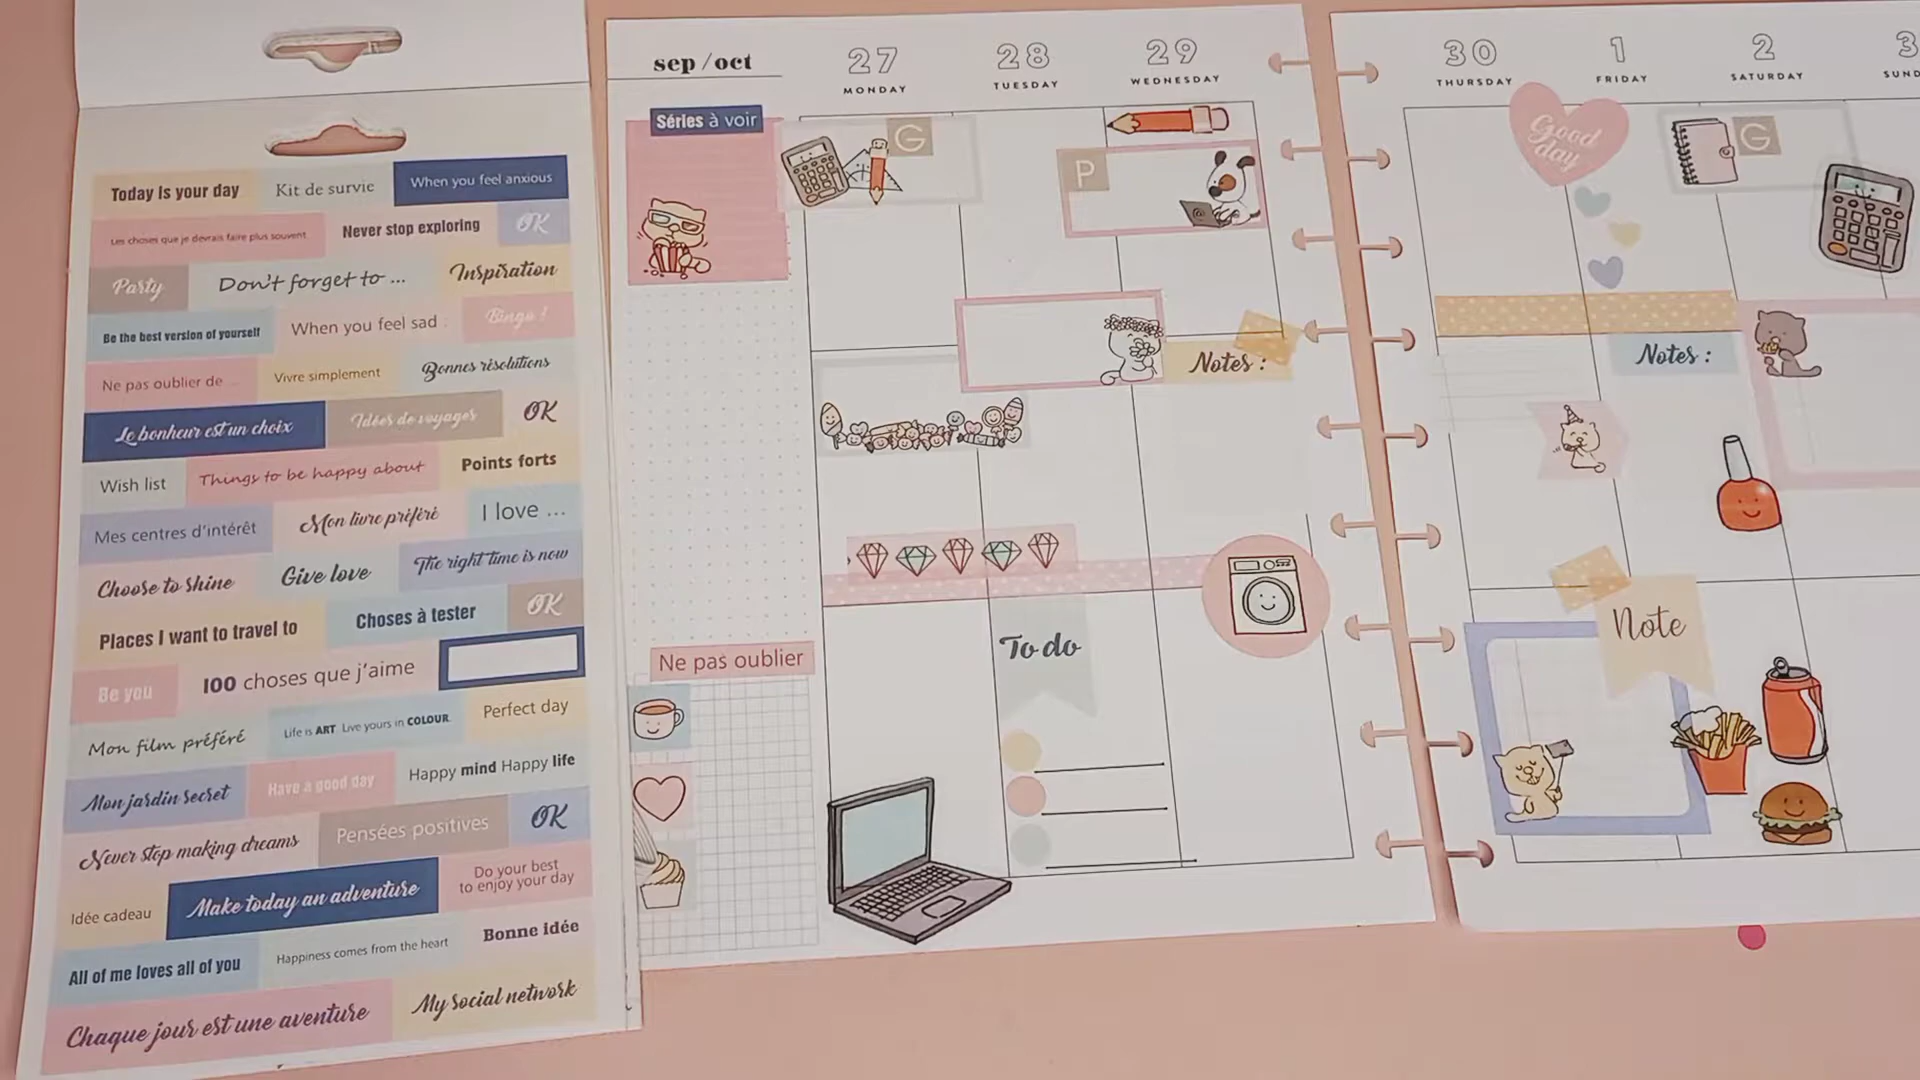 Today is your day
Kit de survie
When you feel anxious
Les choses que je devrais faire plus souvent
Never stop exploring
OK
Party
Don't forget to ...
Inspiration
Be the best version of yourself
When you feel sad
Bingo !
Ne pas oublier de ...
Vivre simplement
Bonnes résolutions
Le bonheur est un choix
Idées de voyages
OK
Wish list
Things to be happy about
Points forts
Mes centres d'intérêt
Mon livre préféré
I love ...
Choose to shine
Give love
The right time is now
Places I want to travel to
Choses à tester
OK
Be you
100 choses que j'aime
Mon film préféré
Life is ART. Live yours in COLOUR.
Perfect day
Mon jardin secret
Have a good day
Happy mind Happy life
Never stop making dreams
Pensées positives
OK
Idée cadeau
Make today an adventure
Do your best
to enjoy your day
All of me loves all of you
Happiness comes from the heart
Bonne idée
Chaque jour est une aventure
My social network
sep/oct
27
MONDAY
28
TUESDAY
29
WEDNESDAY
Séries à voir
G
P
Notes :
To do
Ne pas oublier
30
THURSDAY
1
FRIDAY
2
SATURDAY
3
SUND
Good
day
G
Notes :
Note